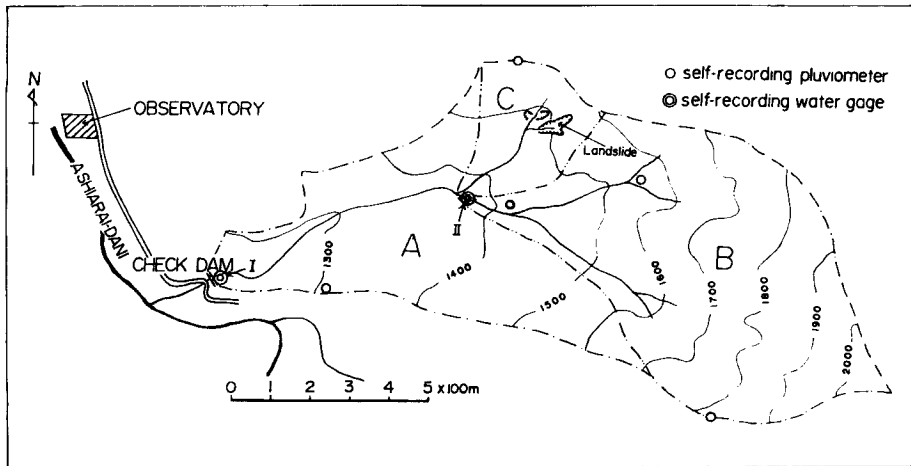 N
OBSERVATORY
ASHIARAI-DANI
CHECK DAM
I
II
A
B
C
Landslide
○ self-recording pluviometer
◎ self-recording water gage
1300
1400
1500
1600
1700
1800
1900
2000
0 1 2 3 4 5 x100m